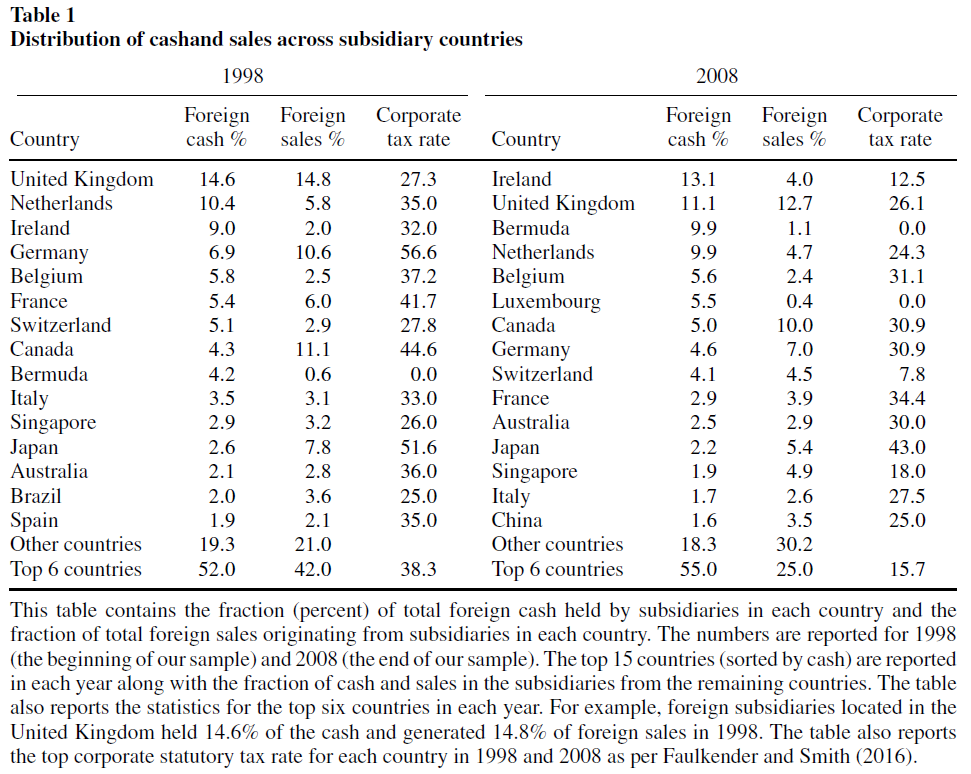 Table 1
Distribution of cashand sales across subsidiary countries
1998 2008
Foreign Foreign Corporate Foreign Foreign Corporate
Country cash % sales % tax rate Country cash % sales % tax rate
United Kingdom 14.6 14.8 27.3 Ireland 13.1 4.0 12.5
Netherlands 10.4 5.8 35.0 United Kingdom 11.1 12.7 26.1
Ireland 9.0 2.0 32.0 Bermuda 9.9 1.1 0.0
Germany 6.9 10.6 56.6 Netherlands 9.9 4.7 24.3
Belgium 5.8 2.5 37.2 Belgium 5.6 2.4 31.1
France 5.4 6.0 41.7 Luxembourg 5.5 0.4 0.0
Switzerland 5.1 2.9 27.8 Canada 5.0 10.0 30.9
Canada 4.3 11.1 44.6 Germany 4.6 7.0 30.9
Bermuda 4.2 0.6 0.0 Switzerland 4.1 4.5 7.8
Italy 3.5 3.1 33.0 France 2.9 3.9 34.4
Singapore 2.9 3.2 26.0 Australia 2.5 2.9 30.0
Japan 2.6 7.8 51.6 Japan 2.2 5.4 43.0
Australia 2.1 2.8 36.0 Singapore 1.9 4.9 18.0
Brazil 2.0 3.6 25.0 Italy 1.7 2.6 27.5
Spain 1.9 2.1 35.0 China 1.6 3.5 25.0
Other countries 19.3 21.0 Other countries 18.3 30.2
Top 6 countries 52.0 42.0 38.3 Top 6 countries 55.0 25.0 15.7
This table contains the fraction (percent) of total foreign cash held by subsidiaries in each country and the
fraction of total foreign sales originating from subsidiaries in each country. The numbers are reported for 1998
(the beginning of our sample) and 2008 (the end of our sample). The top 15 countries (sorted by cash) are reported
in each year along with the fraction of cash and sales in the subsidiaries from the remaining countries. The table
also reports the statistics for the top six countries in each year. For example, foreign subsidiaries located in the
United Kingdom held 14.6% of the cash and generated 14.8% of foreign sales in 1998. The table also reports
the top corporate statutory tax rate for each country in 1998 and 2008 as per Faulkender and Smith (2016).